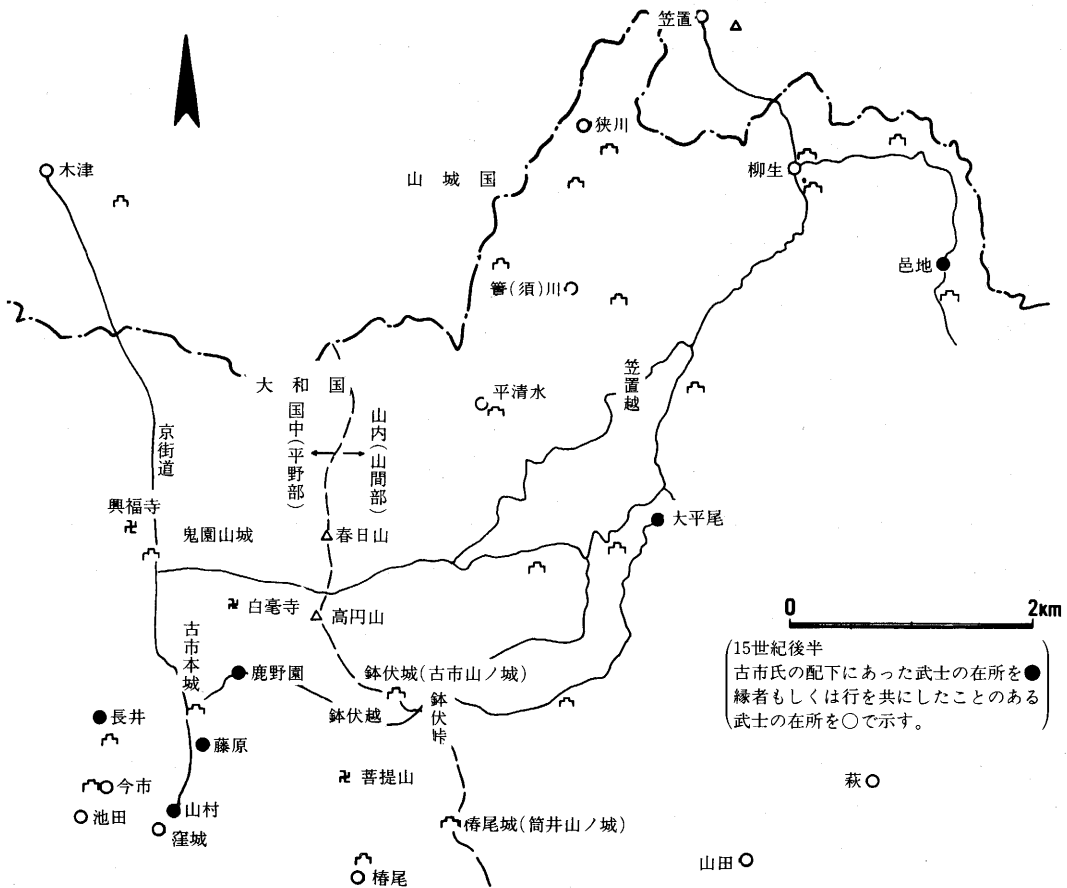 笠置
狭川
木津
山城国
柳生
邑地
簀(須)川
大和国
平清水
笠置越
国中(平野部)
山内(山間部)
京街道
興福寺
鬼園山城
春日山
大平尾
白毫寺
高円山
0
2km
古市本城
鹿野園
鉢伏城(古市山ノ城)
鉢伏越
鉢伏峠
15世紀後半
古市氏の配下にあった武士の在所を●
縁者もしくは行を共にしたことのある
武士の在所を○で示す。
長井
藤原
今市
菩提山
萩
池田
山村
窪城
椿尾城(筒井山ノ城)
山田
椿尾